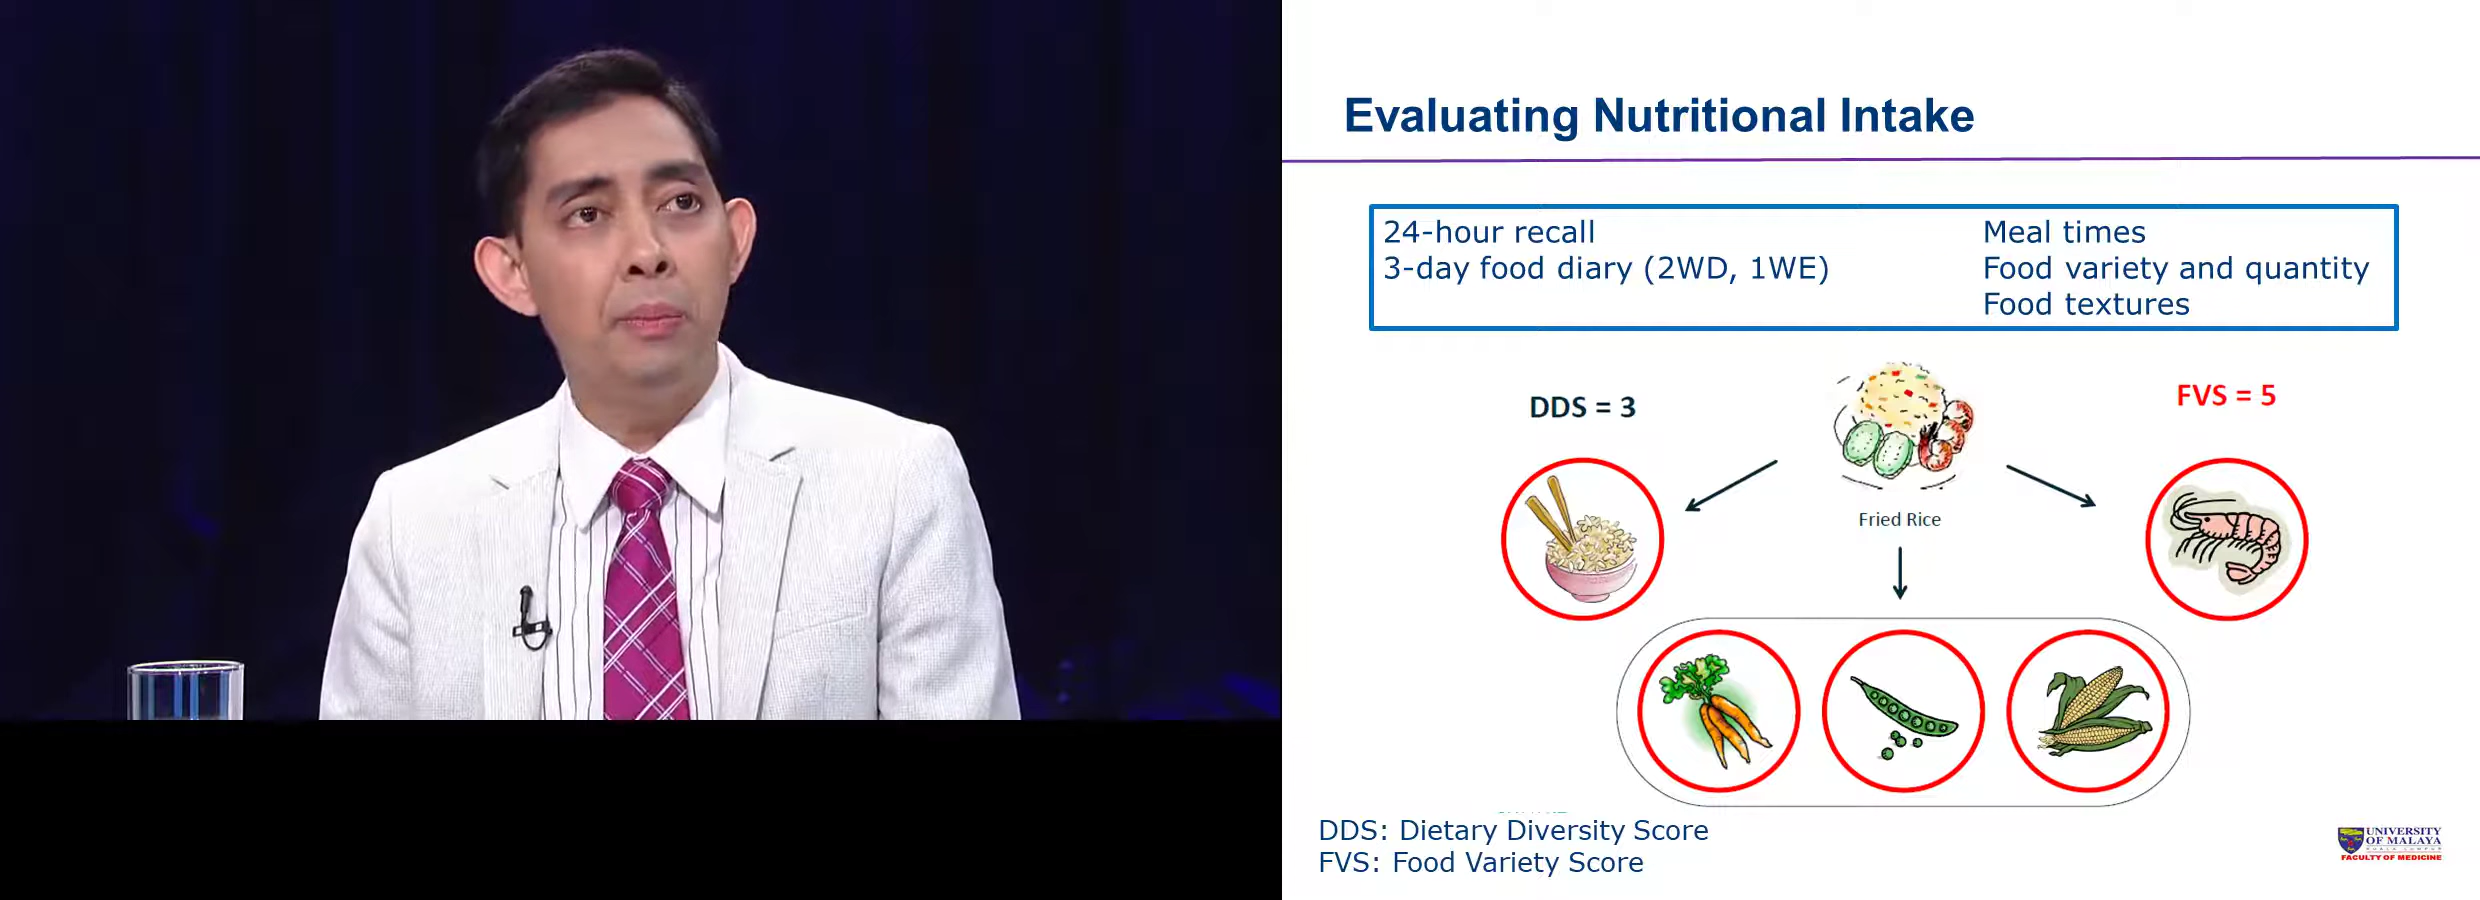 Evaluating Nutritional Intake
24-hour recall
3-day food diary (2WD, 1WE)
Meal times
Food variety and quantity
Food textures
DDS = 3
FVS = 5
Fried Rice
DDS: Dietary Diversity Score
FVS: Food Variety Score
UNIVERSITY
OF MALAYA
KUALA LUMPUR
FACULTY OF MEDICINE